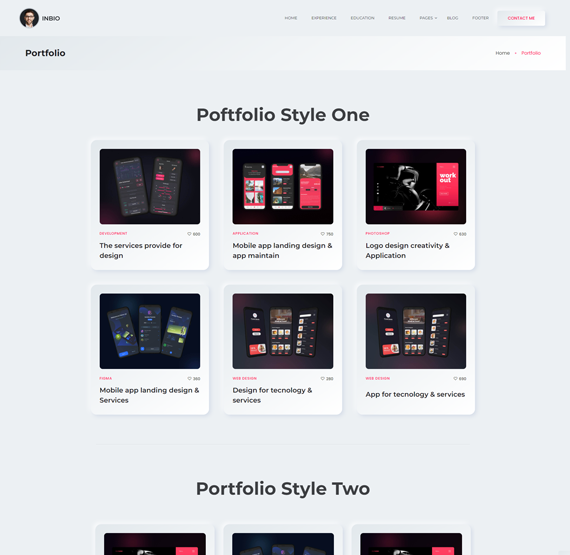 INBIO
HOME EXPERIENCE EDUCATION RESUME PAGES BLOG FOOTER CONTACT ME
Portfolio
Home Portfolio
Poftfolio Style One
DEVELOPMENT 600
The services provide for
design
APPLICATION 750
Mobile app landing design &
app maintain
work
out
PHOTOSHOP 630
Logo design creativity &
Application
FIGMA 360
Mobile app landing design &
Services
WEB DESIGN 280
Design for tecnology &
services
WEB DESIGN 690
App for tecnology & services
Portfolio Style Two